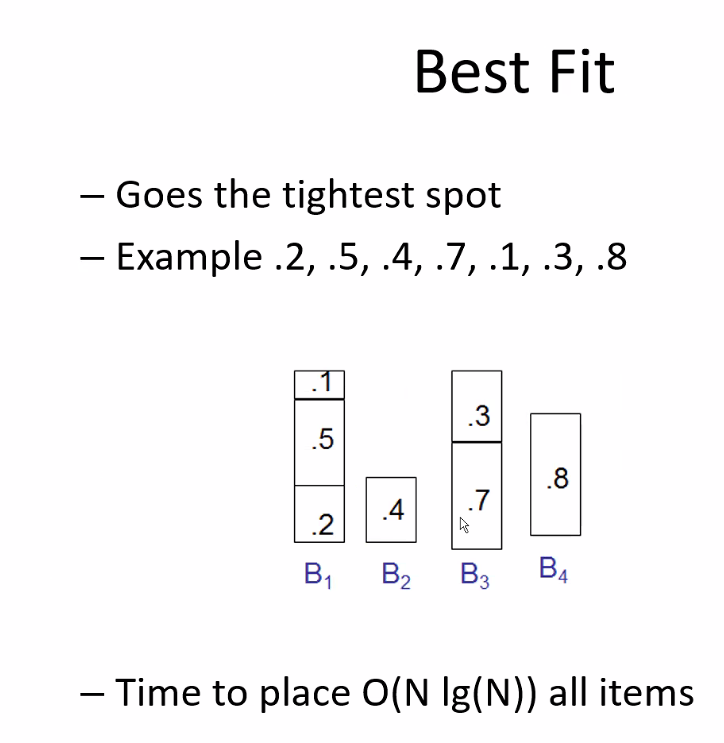 Best Fit
– Goes the tightest spot
– Example .2, .5, .4, .7, .1, .3, .8
.1
.5
.2
.4
.3
.7
.8
B₁ B₂ B₃ B₄
– Time to place O(N lg(N)) all items